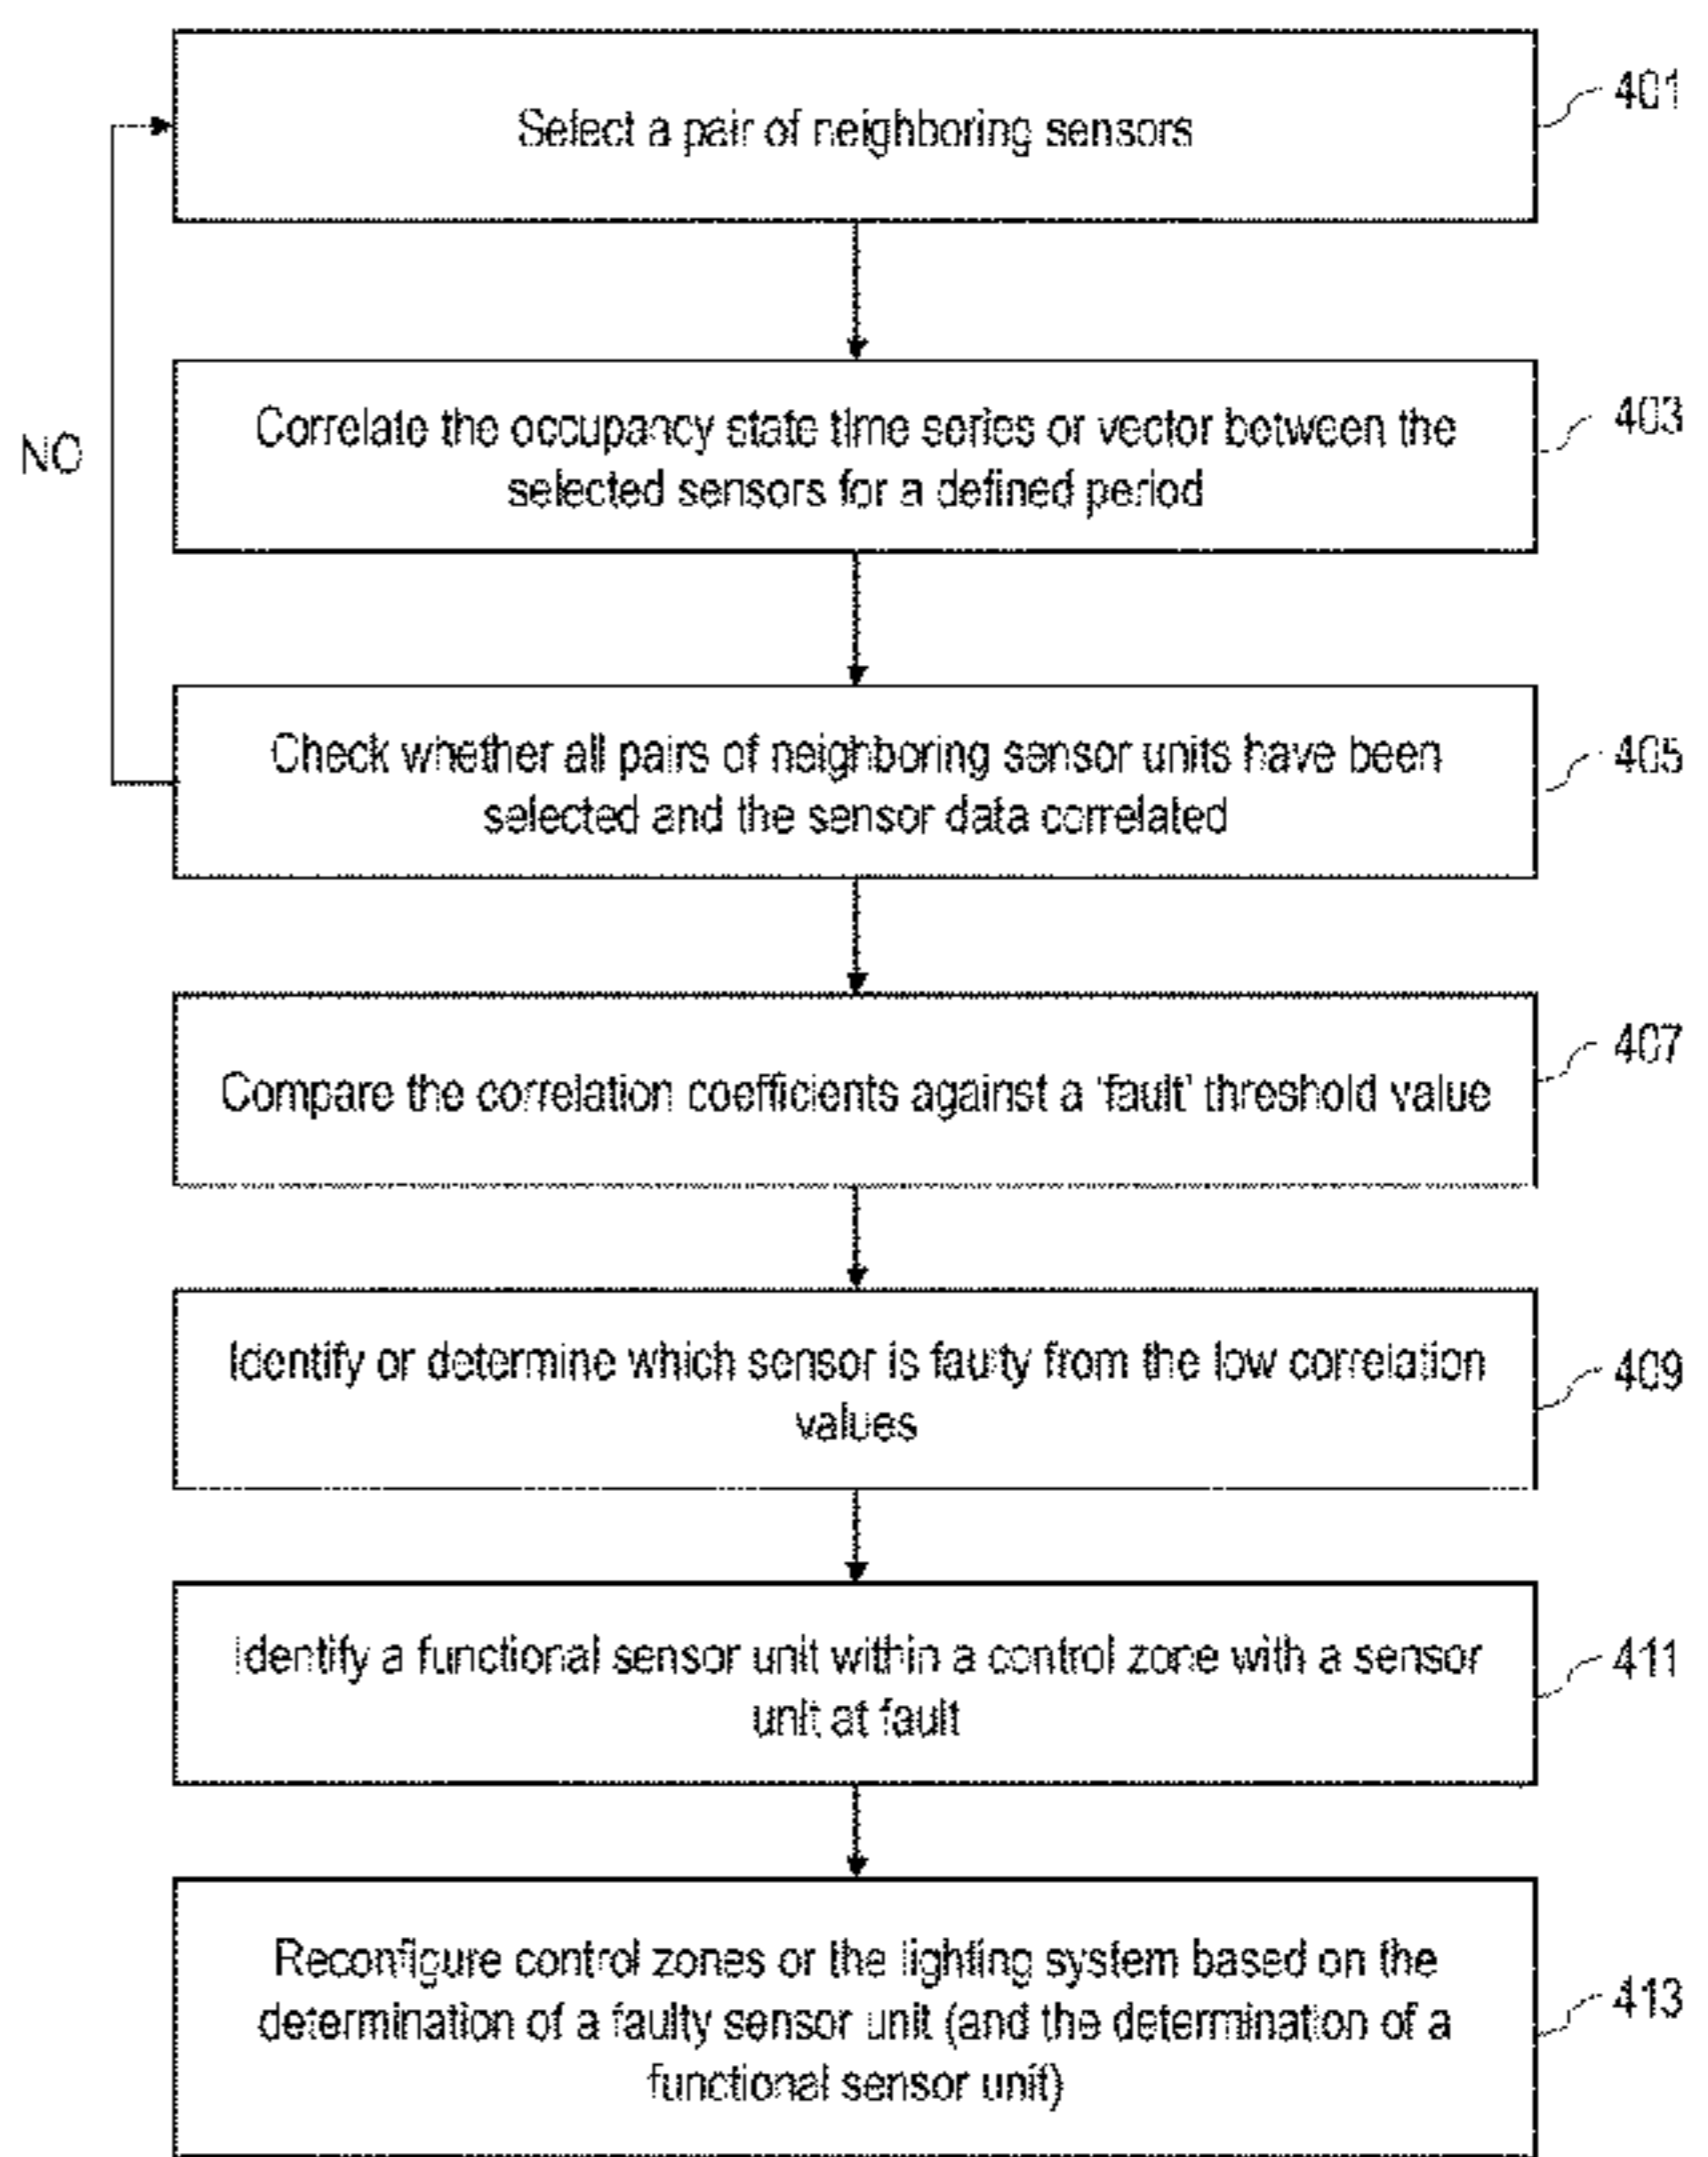 Select a pair of neighboring sensors
401
Correlate the occupancy state time series or vector between the
selected sensors for a defined period
403
NO
Check whether all pairs of neighboring sensor units have been
selected and the sensor data correlated
405
Compare the correlation coefficients against a 'fault' threshold value
407
Identify or determine which sensor is faulty from the low correlation
values
409
Identify a functional sensor unit within a control zone with a sensor
unit at fault
411
Reconfigure control zones or the lighting system based on the
determination of a faulty sensor unit (and the determination of a
functional sensor unit)
413